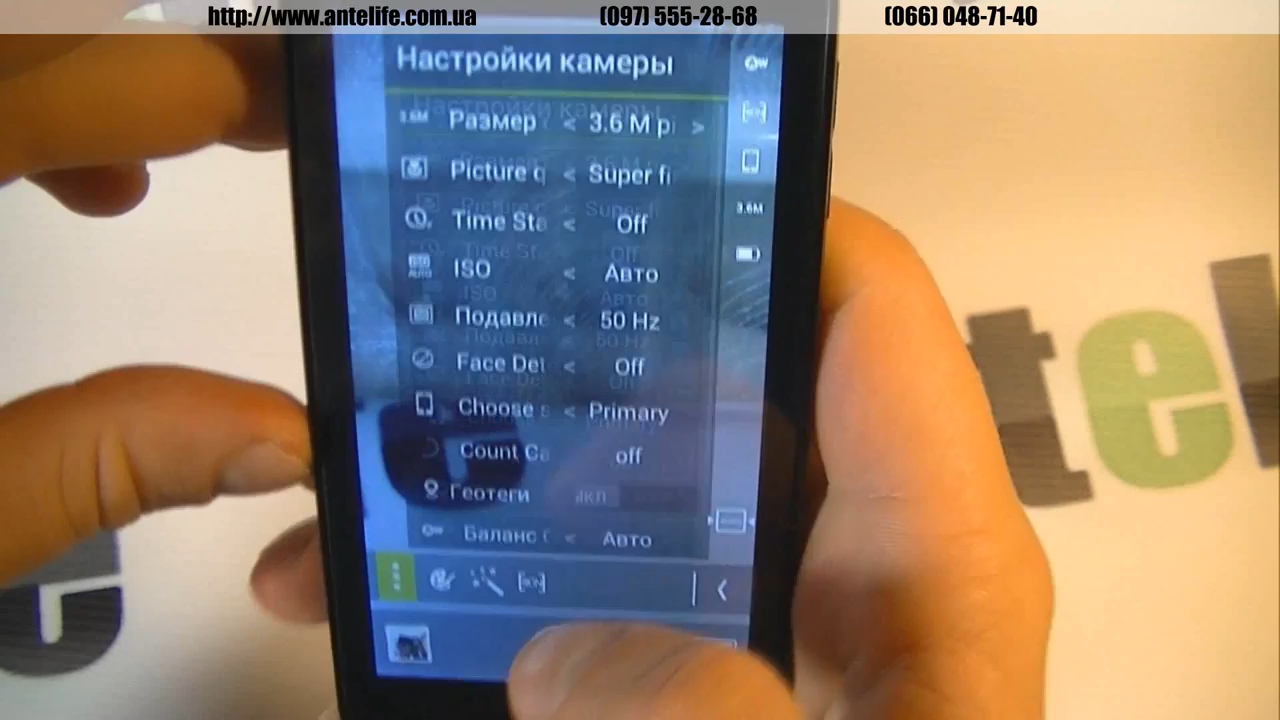 http://www.antelife.com.ua (097) 555-28-68 (066) 048-71-40
Настройки камеры
3.6M Размер < 3.6 M pi >
Picture q < Super fi
Time Sta < Off
3.6M
ISO < Авто
Подавле < 50 Hz
Face Det < Off
Choose s < Primary
Count Ca off
Геотеги
Баланс б < Авто
tel